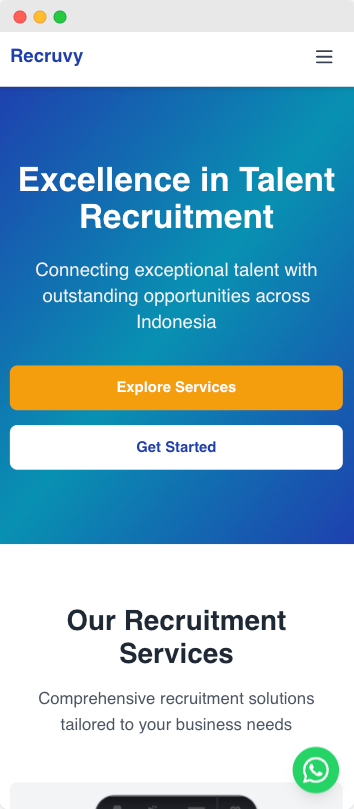 Recruvy
Excellence in Talent
Recruitment
Connecting exceptional talent with
outstanding opportunities across
Indonesia
Explore Services
Get Started
Our Recruitment
Services
Comprehensive recruitment solutions
tailored to your business needs